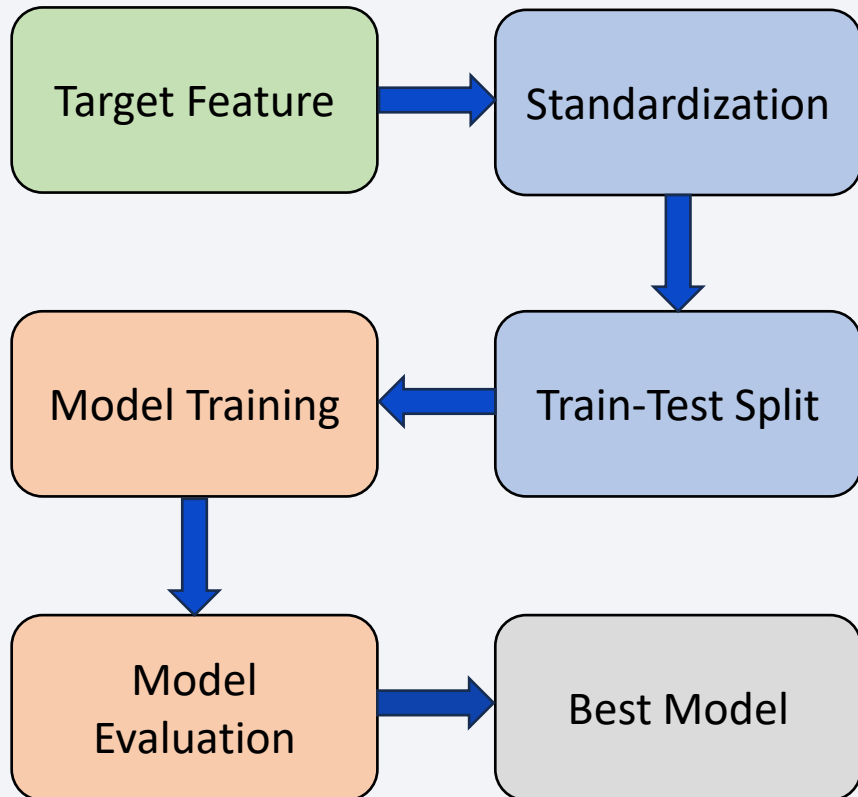 Target Feature
Standardization
Train-Test Split
Model Training
Model
Evaluation
Best Model